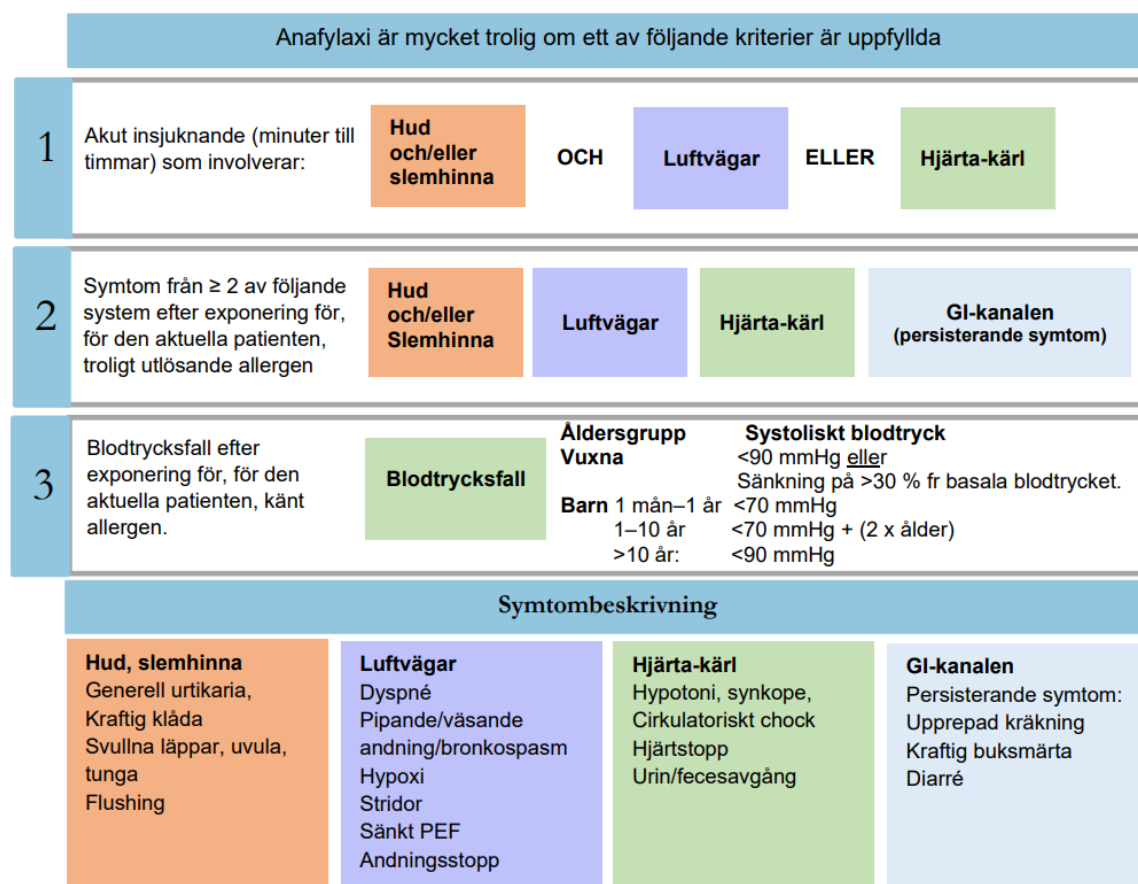 Anafylaxi är mycket trolig om ett av följande kriterier är uppfyllda
1
Akut insjuknande (minuter till
timmar) som involverar:
Hud
och/eller
slemhinna
OCH
Luftvägar
ELLER
Hjärta-kärl
2
Symtom från ≥ 2 av följande
system efter exponering för,
för den aktuella patienten,
troligt utlösande allergen
Hud
och/eller
Slemhinna
Luftvägar
Hjärta-kärl
GI-kanalen
(persisterande symtom)
3
Blodtrycksfall efter
exponering för, för den
aktuella patienten, känt
allergen.
Blodtrycksfall
Åldersgrupp Systoliskt blodtryck
Vuxna <90 mmHg eller
Sänkning på >30 % fr basala blodtrycket.
Barn 1 mån–1 år <70 mmHg
1–10 år <70 mmHg + (2 x ålder)
>10 år: <90 mmHg
Symtombeskrivning
Hud, slemhinna
Generell urtikaria,
Kraftig klåda
Svullna läppar, uvula,
tunga
Flushing
Luftvägar
Dyspné
Pipande/väsande
andning/bronkospasm
Hypoxi
Stridor
Sänkt PEF
Andningsstopp
Hjärta-kärl
Hypotoni, synkope,
Cirkulatoriskt chock
Hjärtstopp
Urin/fecesavgång
GI-kanalen
Persisterande symtom:
Upprepad kräkning
Kraftig buksmärta
Diarré